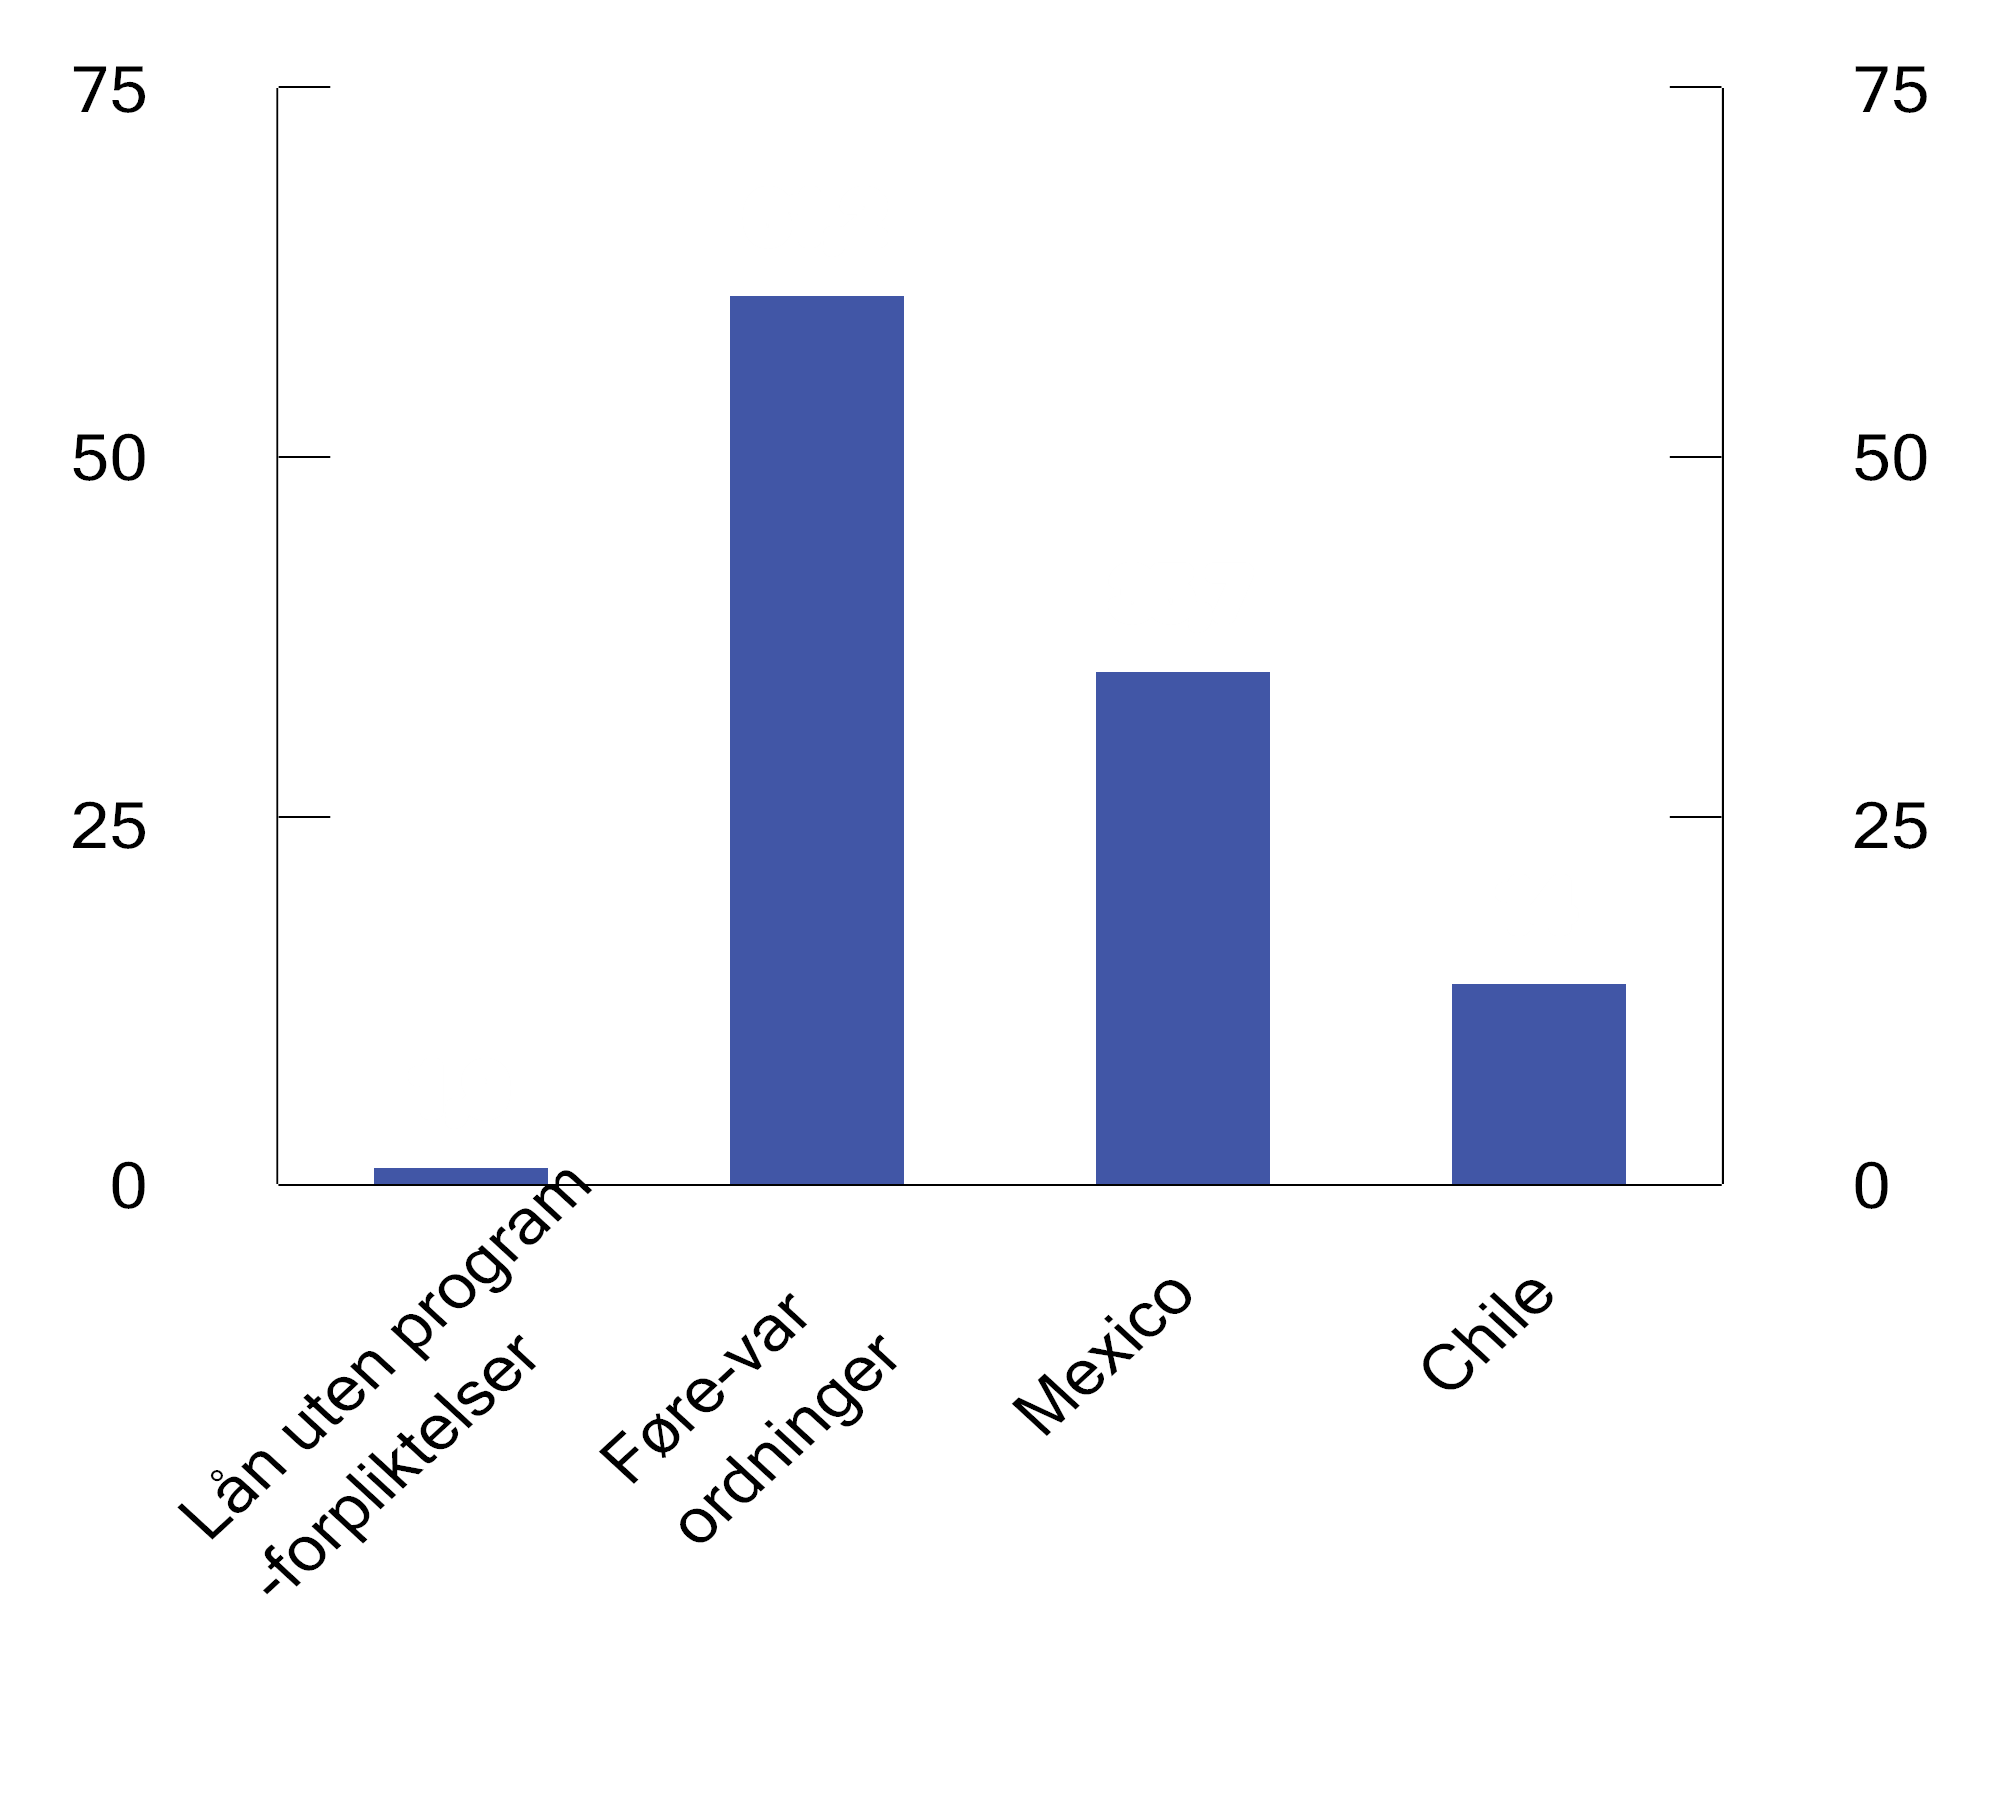 75
75
50
50
25
25
0
0
Lån uten program
-forpliktelser
Føre-var
ordninger
Mexico
Chile